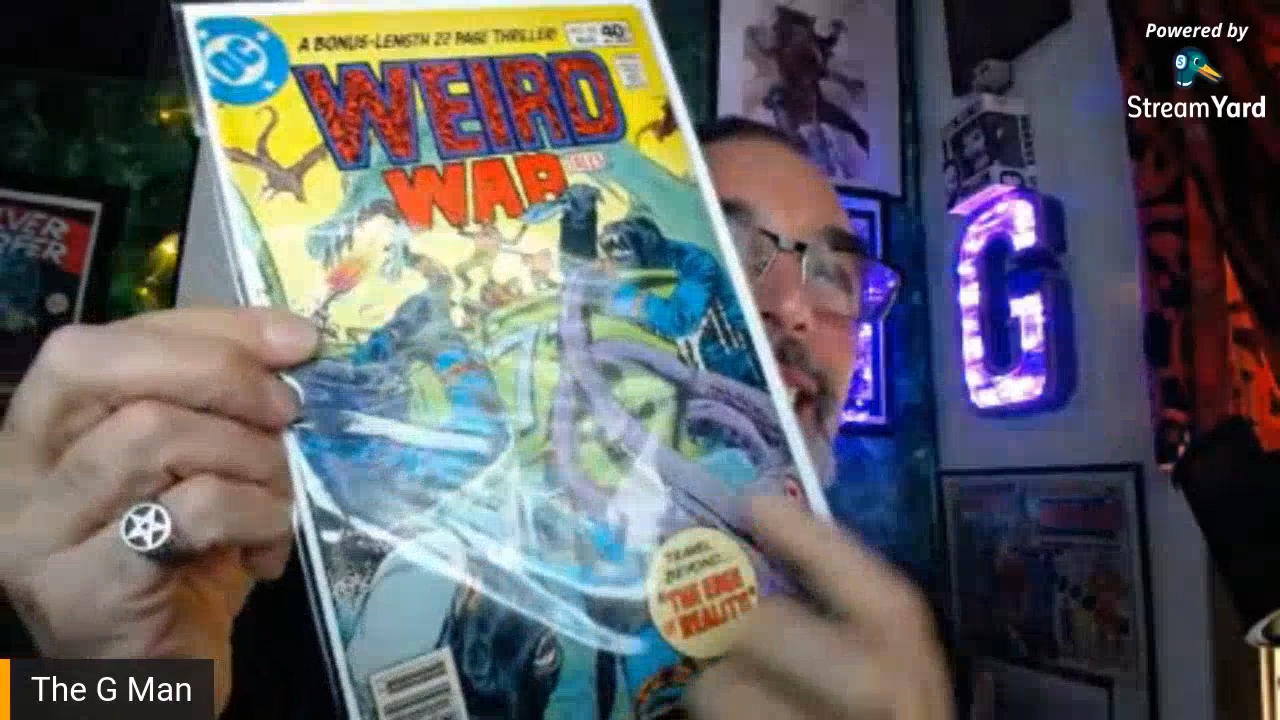 Powered by
StreamYard
DC
A BONUS-LENGTH 22 PAGE THRILLER!
40¢
WEIRD
WAR
TALES
TRAVEL
BEYOND...
"THE EDGE
OF REALITY"
G
The G Man